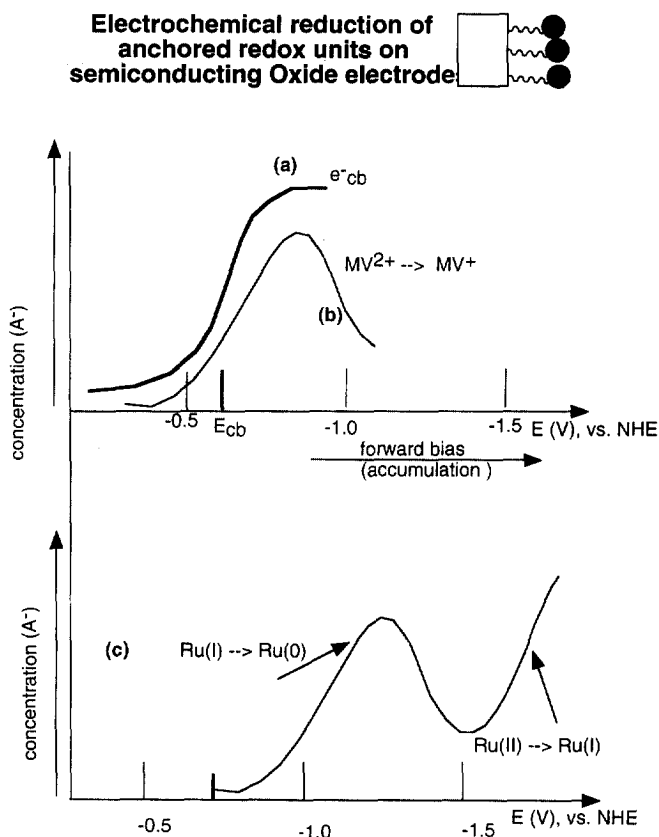 Electrochemical reduction of
anchored redox units on
semiconducting Oxide electrode
(a)
e-cb
MV2+ --> MV+
(b)
concentration (A-)
-0.5
Ecb
-1.0
-1.5
E (V), vs. NHE
forward bias
(accumulation )
(c)
Ru(I) --> Ru(0)
Ru(II) --> Ru(I)
concentration (A-)
-0.5
-1.0
-1.5
E (V), vs. NHE